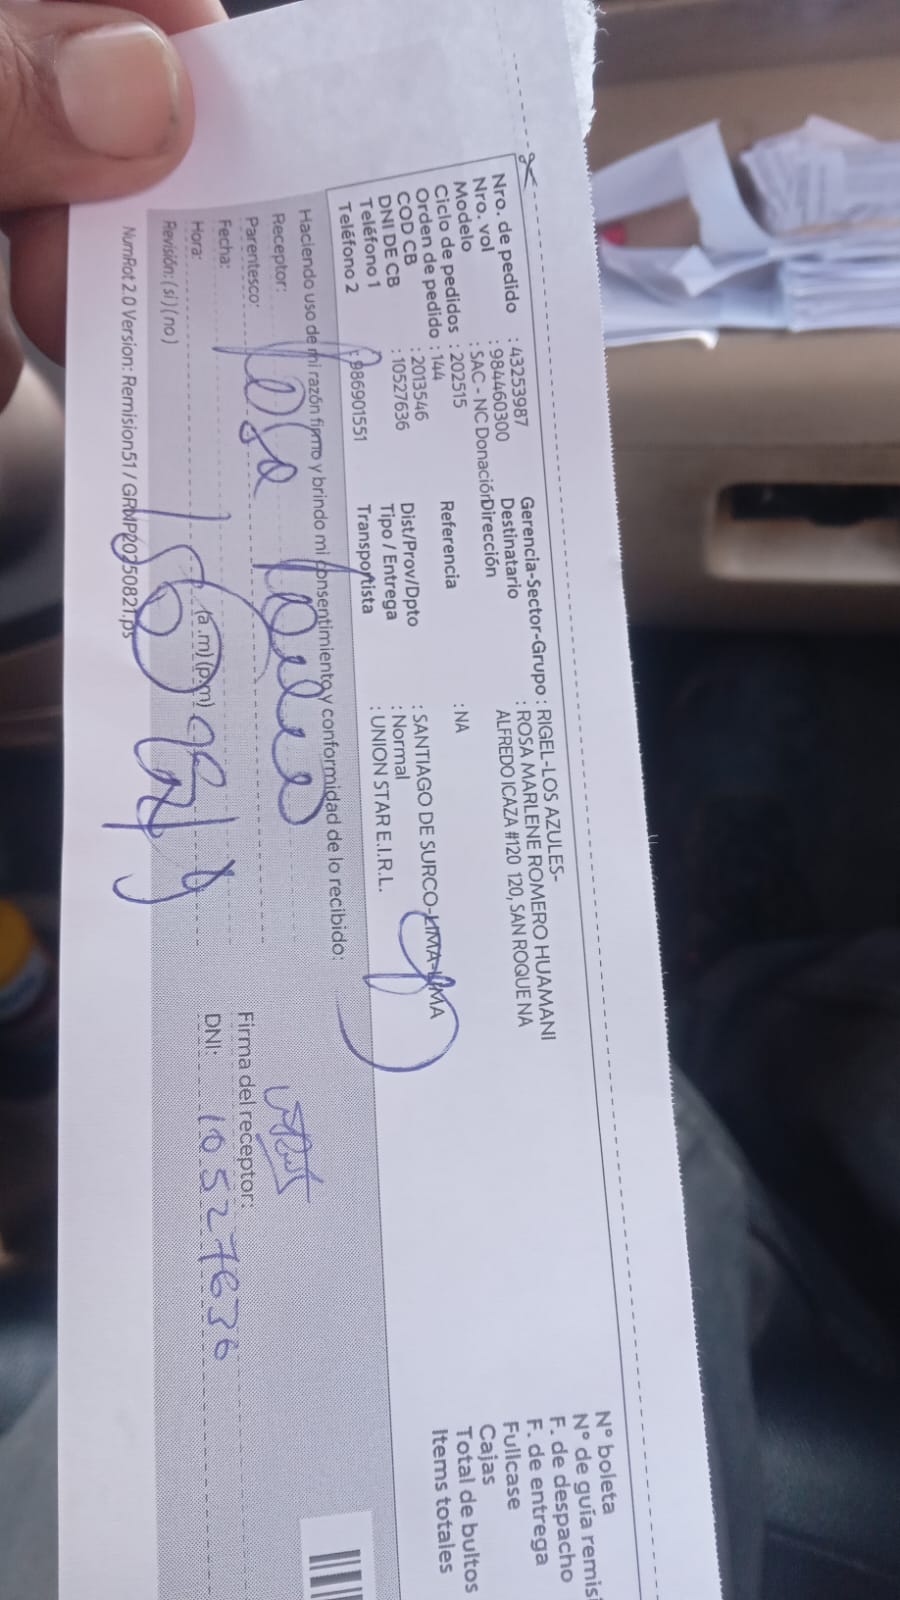 Nro. de pedido : 43253987
Nro. vol : 984460300
Modelo : SAC - NC Donación
Ciclo de pedidos : 202515
Orden de pedido : 144
COD CB : 2013546
DNI DE CB : 10527636
Teléfono 1
Teléfono 2 : 986901551
Gerencia-Sector-Grupo : RIGEL-LOS AZULES-
Destinatario : ROSA MARLENE ROMERO HUAMANI
Dirección ALFREDO ICAZA #120 120, SAN ROQUE NA
Referencia : NA
Dist/Prov/Dpto : SANTIAGO DE SURCO-LIMA-LIMA
Tipo / Entrega : Normal
Transportista : UNION STAR E.I.R.L.
N° boleta
N° de guía remis
F. de despacho
F. de entrega
Fullcase
Cajas
Total de bultos
Items totales
Haciendo uso de mi razón firmo y brindo mi consentimiento y conformidad de lo recibido:
Receptor: Rosa
Parentesco:
Fecha:
Hora: (a .m) (p.m)
Revisión: ( si ) ( no )
Firma del receptor:
DNI: 10527636
NumRot 2.0 Version: Remision51 / GRMP20250821.ps